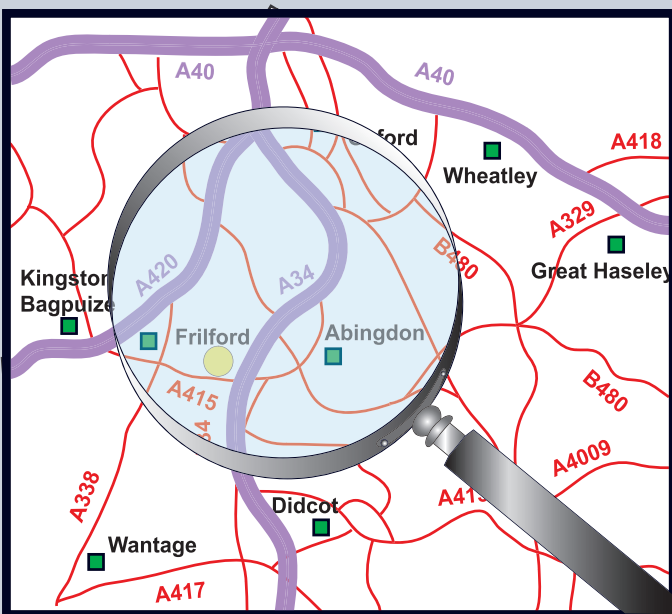 A40
A40
ford
A418
Wheatley
A329
B480
Great Haseley
Kingston
Bagpuize
A420
A34
Frilford
Abingdon
A415
B480
A4009
A338
Didcot
A415
Wantage
A417